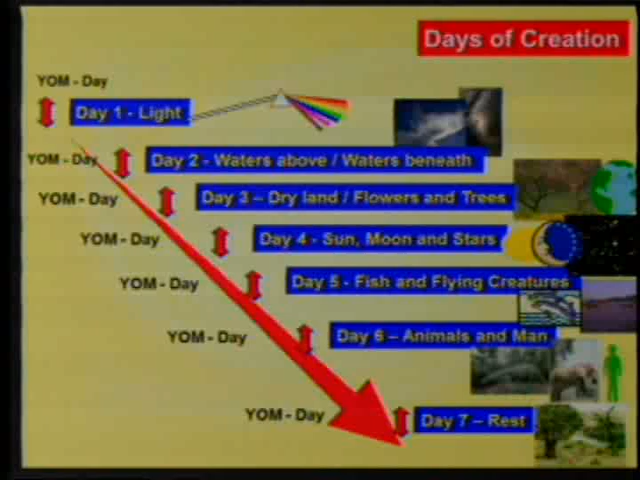 Days of Creation
YOM - Day
Day 1 - Light
YOM - Day
Day 2 - Waters above / Waters beneath
YOM - Day
Day 3 – Dry land / Flowers and Trees
YOM - Day
Day 4 - Sun, Moon and Stars
YOM - Day
Day 5 - Fish and Flying Creatures
YOM - Day
Day 6 – Animals and Man
YOM - Day
Day 7 – Rest